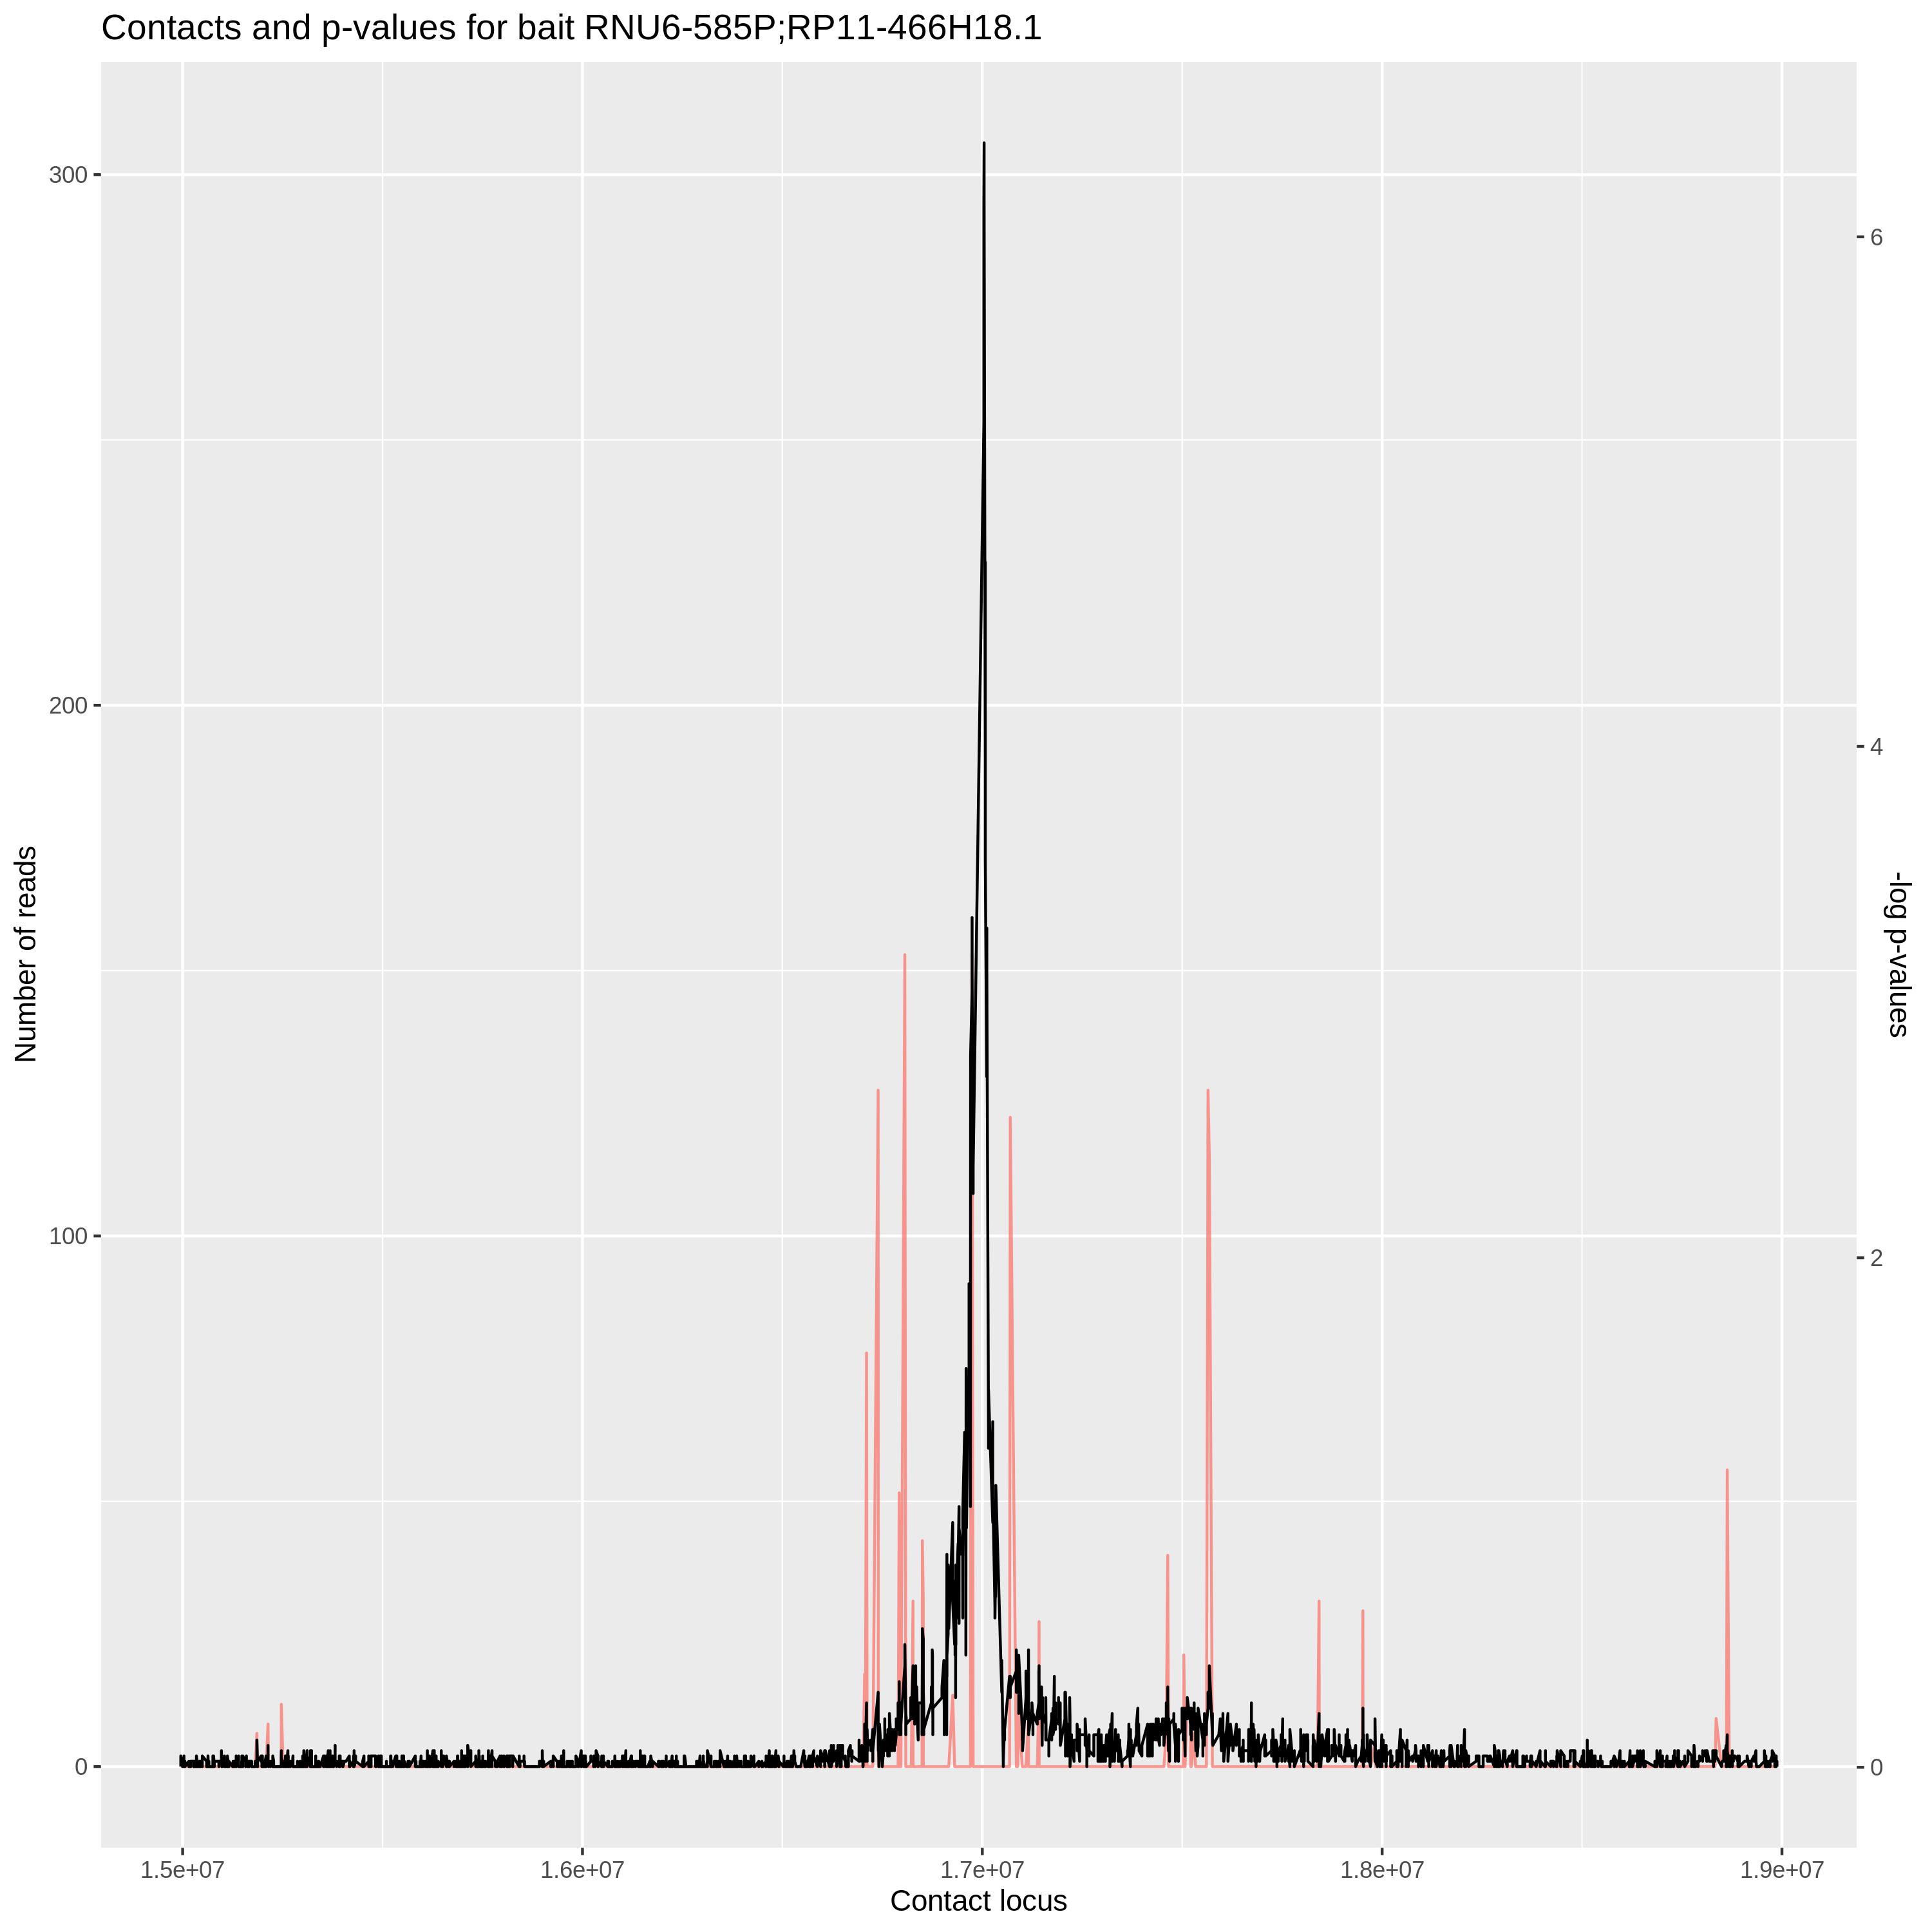 Contacts and p-values for bait RNU6-585P;RP11-466H18.1
300
200
100
0
Number of reads
6
4
2
0
-log p-values
1.5e+07
1.6e+07
1.7e+07
1.8e+07
1.9e+07
Contact locus